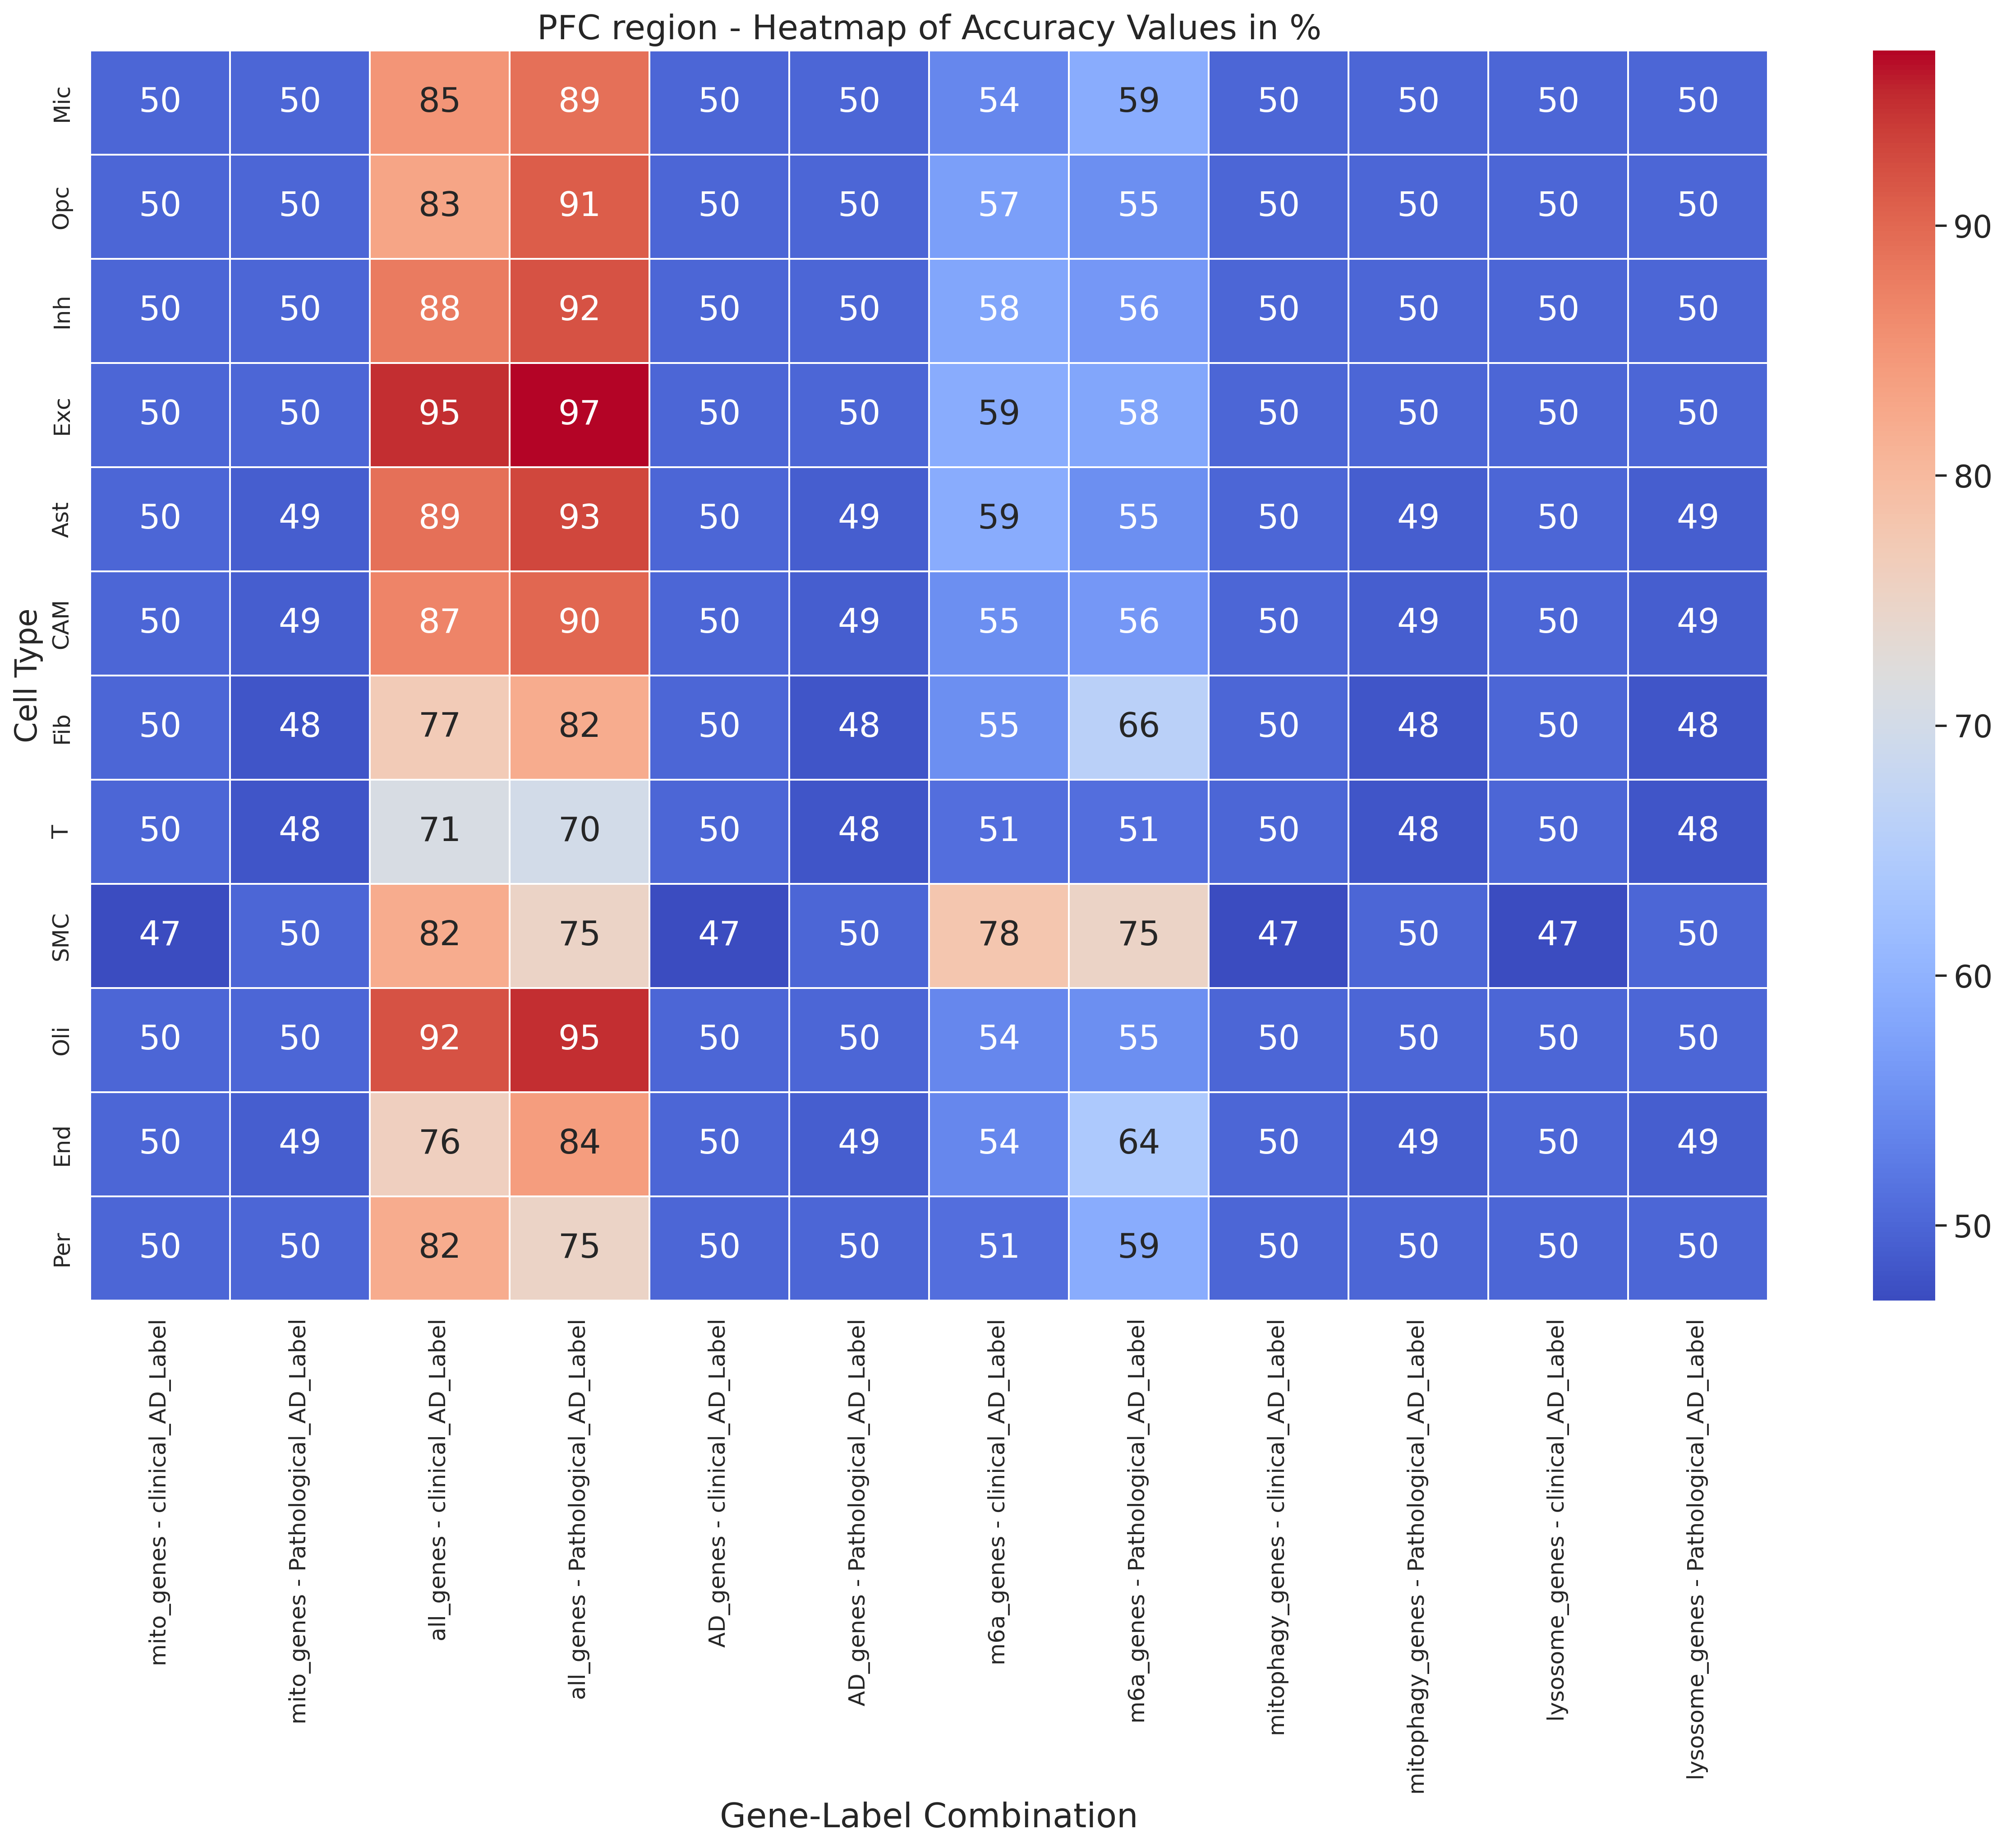 PFC region - Heatmap of Accuracy Values in %
Cell Type
Mic 50 50 85 89 50 50 54 59 50 50 50 50
Opc 50 50 83 91 50 50 57 55 50 50 50 50
Inh 50 50 88 92 50 50 58 56 50 50 50 50
Exc 50 50 95 97 50 50 59 58 50 50 50 50
Ast 50 49 89 93 50 49 59 55 50 49 50 49
CAM 50 49 87 90 50 49 55 56 50 49 50 49
Fib 50 48 77 82 50 48 55 66 50 48 50 48
T 50 48 71 70 50 48 51 51 50 48 50 48
SMC 47 50 82 75 47 50 78 75 47 50 47 50
Oli 50 50 92 95 50 50 54 55 50 50 50 50
End 50 49 76 84 50 49 54 64 50 49 50 49
Per 50 50 82 75 50 50 51 59 50 50 50 50
mito_genes - clinical_AD_Label
mito_genes - Pathological_AD_Label
all_genes - clinical_AD_Label
all_genes - Pathological_AD_Label
AD_genes - clinical_AD_Label
AD_genes - Pathological_AD_Label
m6a_genes - clinical_AD_Label
m6a_genes - Pathological_AD_Label
mitophagy_genes - clinical_AD_Label
mitophagy_genes - Pathological_AD_Label
lysosome_genes - clinical_AD_Label
lysosome_genes - Pathological_AD_Label
Gene-Label Combination
90
80
70
60
50